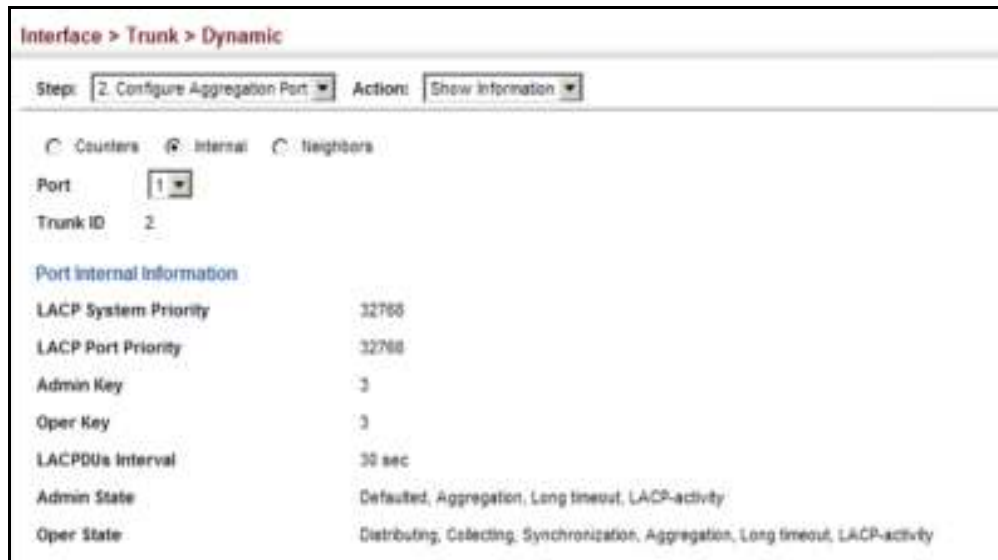 Interface > Trunk > Dynamic
Step: 2. Configure Aggregation Port Action: Show Information
Counters Internal Neighbors
Port 1
Trunk ID 2
Port Internal Information
LACP System Priority 32768
LACP Port Priority 32768
Admin Key 3
Oper Key 3
LACPDUs Interval 30 sec
Admin State Defaulted, Aggregation, Long timeout, LACP-activity
Oper State Distributing, Collecting, Synchronization, Aggregation, Long timeout, LACP-activity